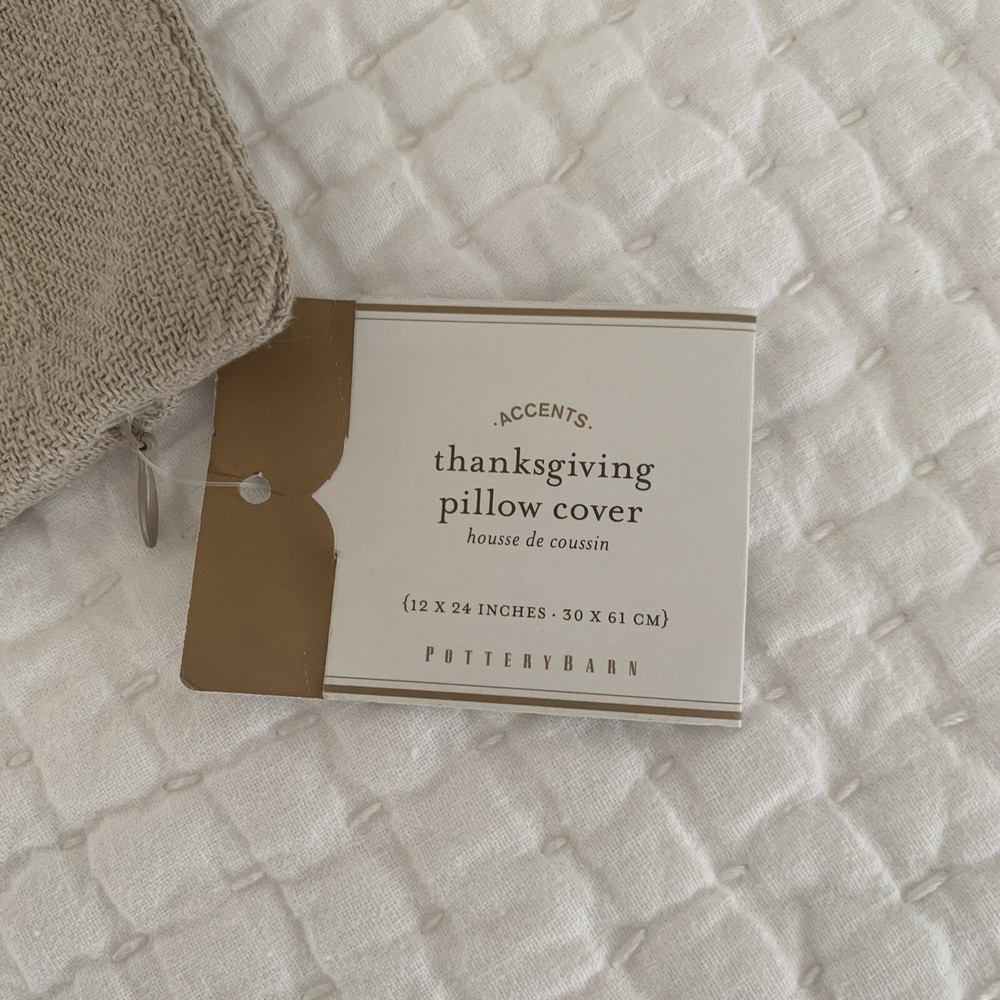 ·ACCENTS·
thanksgiving
pillow cover
housse de coussin
{12 X 24 INCHES · 30 X 61 CM}
POTTERYBARN